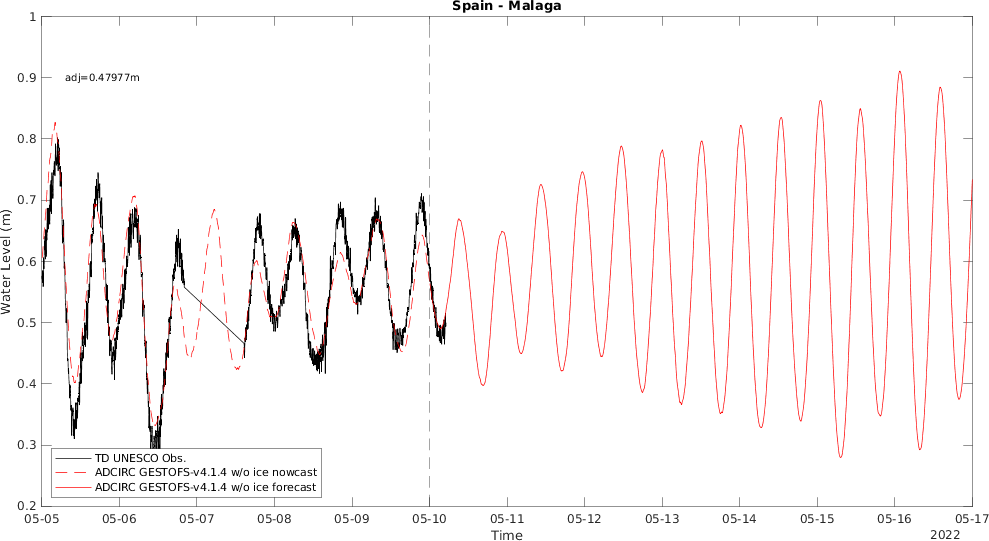 Spain - Malaga
adj=0.47977m
Water Level (m)
1
0.9
0.8
0.7
0.6
0.5
0.4
0.3
0.2
TD UNESCO Obs.
ADCIRC GESTOFS-v4.1.4 w/o ice nowcast
ADCIRC GESTOFS-v4.1.4 w/o ice forecast
05-05 05-06 05-07 05-08 05-09 05-10 05-11 05-12 05-13 05-14 05-15 05-16 05-17
Time
2022